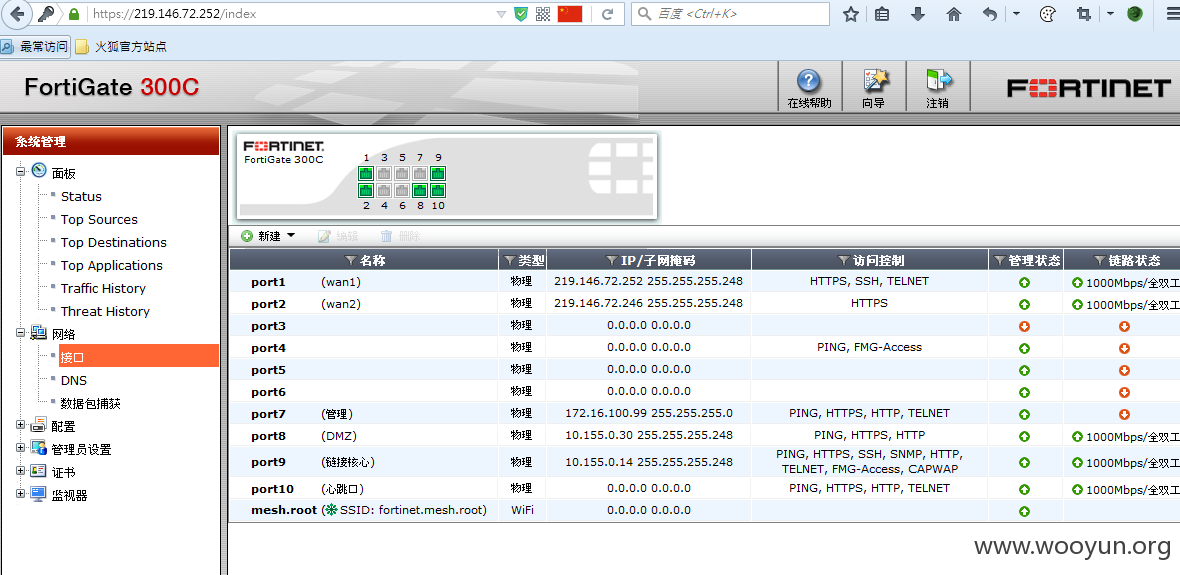 https://219.146.72.252/index
百度 <Ctrl+K>
最常访问 火狐官方站点
FortiGate 300C
在线帮助 向导 注销
FORTINET
系统管理
面板
Status
Top Sources
Top Destinations
Top Applications
Traffic History
Threat History
网络
接口
DNS
数据包捕获
配置
管理员设置
证书
监视器
FORTINET.
FortiGate 300C
1 3 5 7 9
2 4 6 8 10
新建 编辑 删除
名称 类型 IP/子网掩码 访问控制 管理状态 链路状态
port1 (wan1) 物理 219.146.72.252 255.255.255.248 HTTPS, SSH, TELNET 1000Mbps/全双工
port2 (wan2) 物理 219.146.72.246 255.255.255.248 HTTPS 1000Mbps/全双工
port3 物理 0.0.0.0 0.0.0.0
port4 物理 0.0.0.0 0.0.0.0 PING, FMG-Access
port5 物理 0.0.0.0 0.0.0.0
port6 物理 0.0.0.0 0.0.0.0
port7 (管理) 物理 172.16.100.99 255.255.255.0 PING, HTTPS, HTTP, TELNET
port8 (DMZ) 物理 10.155.0.30 255.255.255.248 PING, HTTPS, HTTP 1000Mbps/全双工
port9 (链接核心) 物理 10.155.0.14 255.255.255.248 PING, HTTPS, SSH, SNMP, HTTP, 1000Mbps/全双工
TELNET, FMG-Access, CAPWAP
port10 (心跳口) 物理 0.0.0.0 0.0.0.0 PING, HTTPS, HTTP, TELNET 1000Mbps/全双工
mesh.root (SSID: fortinet.mesh.root) WiFi 0.0.0.0 0.0.0.0
www.wooyun.org